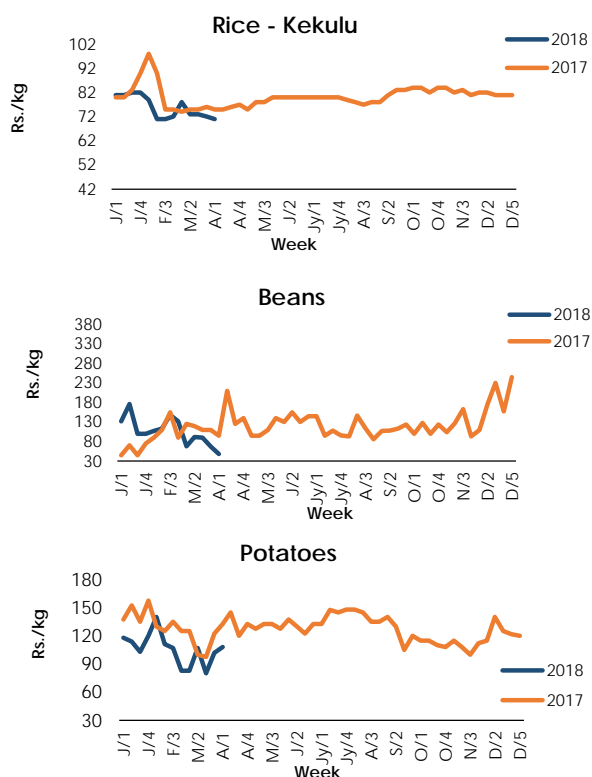 Rice - Kekulu
2018
2017
Rs./kg
102
92
82
72
62
52
42
J/1 J/4 F/3 M/2 A/1 A/4 M/3 J/2 Jy/1 Jy/4 A/3 S/2 O/1 O/4 N/3 D/2 D/5
Week
Beans
2018
2017
Rs./kg
380
330
280
230
180
130
80
30
J/1 J/4 F/3 M/2 A/1 A/4 M/3 J/2 Jy/1 Jy/4 A/3 S/2 O/1 O/4 N/3 D/2 D/5
Week
Potatoes
Rs./kg
180
150
120
90
60
30
2018
2017
J/1 J/4 F/3 M/2 A/1 A/4 M/3 J/2 Jy/1 Jy/4 A/3 S/2 O/1 O/4 N/3 D/2 D/5
Week